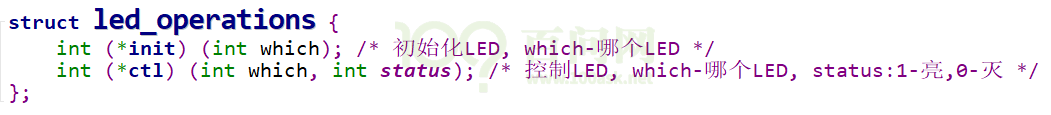 struct led_operations {
    int (*init) (int which); /* 初始化LED, which-哪个LED */
    int (*ctl) (int which, int status); /* 控制LED, which-哪个LED, status:1-亮,0-灭 */
};